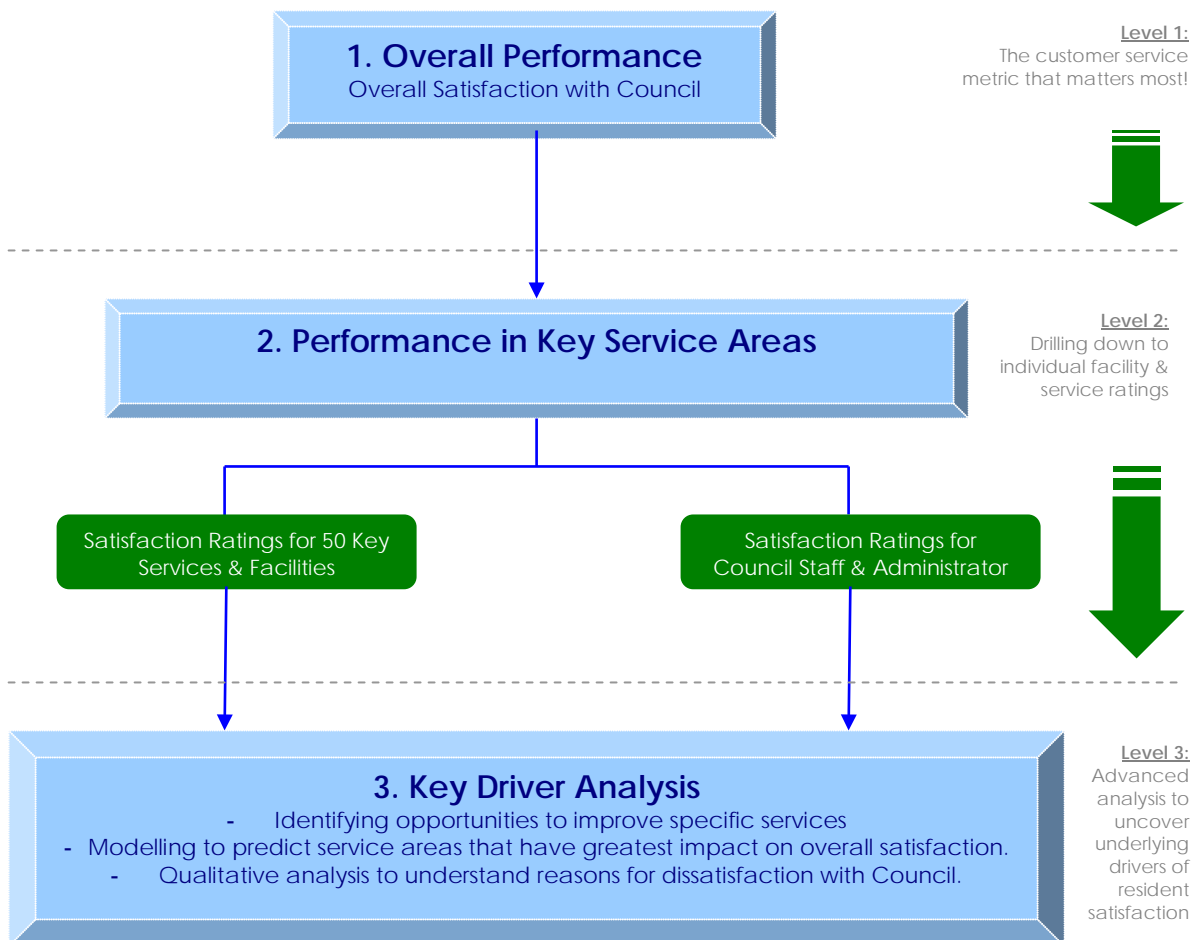 1. Overall Performance
Overall Satisfaction with Council
Level 1:
The customer service
metric that matters most!
2. Performance in Key Service Areas
Level 2:
Drilling down to
individual facility &
service ratings
Satisfaction Ratings for 50 Key
Services & Facilities
Satisfaction Ratings for
Council Staff & Administrator
3. Key Driver Analysis
- Identifying opportunities to improve specific services
- Modelling to predict service areas that have greatest impact on overall satisfaction.
- Qualitative analysis to understand reasons for dissatisfaction with Council.
Level 3:
Advanced
analysis to
uncover
underlying
drivers of
resident
satisfaction